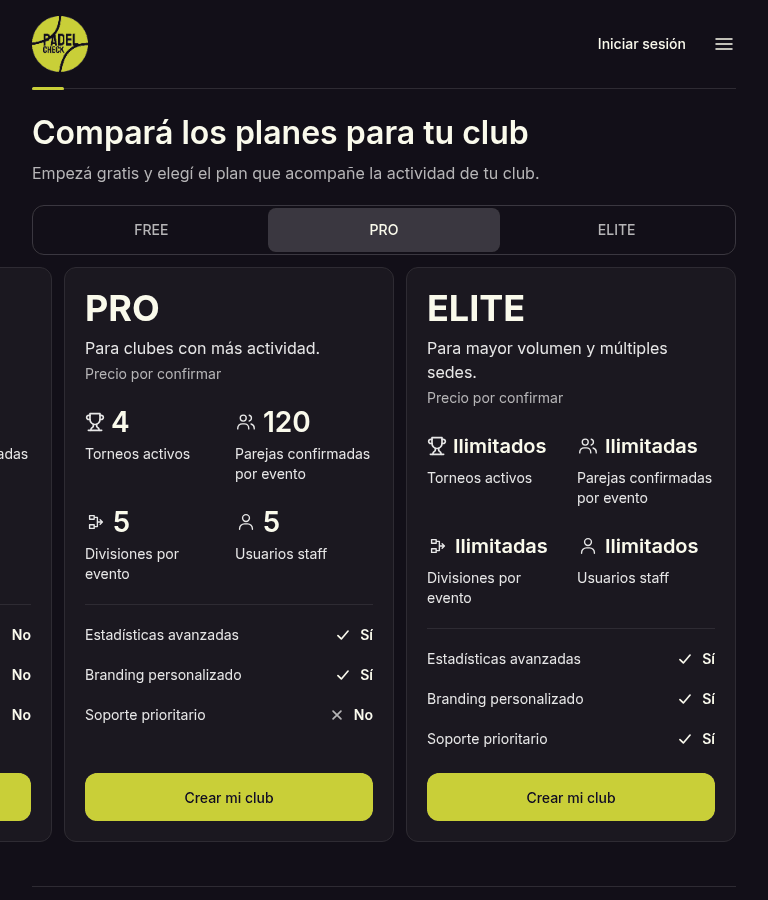 PADEL
CHECK
Iniciar sesión
Compará los planes para tu club
Empezá gratis y elegí el plan que acompañe la actividad de tu club.
FREE
PRO
ELITE
adas
No
No
No
PRO
Para clubes con más actividad.
Precio por confirmar
4
Torneos activos
120
Parejas confirmadas
por evento
5
Divisiones por
evento
5
Usuarios staff
Estadísticas avanzadas
Sí
Branding personalizado
Sí
Soporte prioritario
No
Crear mi club
ELITE
Para mayor volumen y múltiples
sedes.
Precio por confirmar
Ilimitados
Torneos activos
Ilimitadas
Parejas confirmadas
por evento
Ilimitadas
Divisiones por
evento
Ilimitados
Usuarios staff
Estadísticas avanzadas
Sí
Branding personalizado
Sí
Soporte prioritario
Sí
Crear mi club